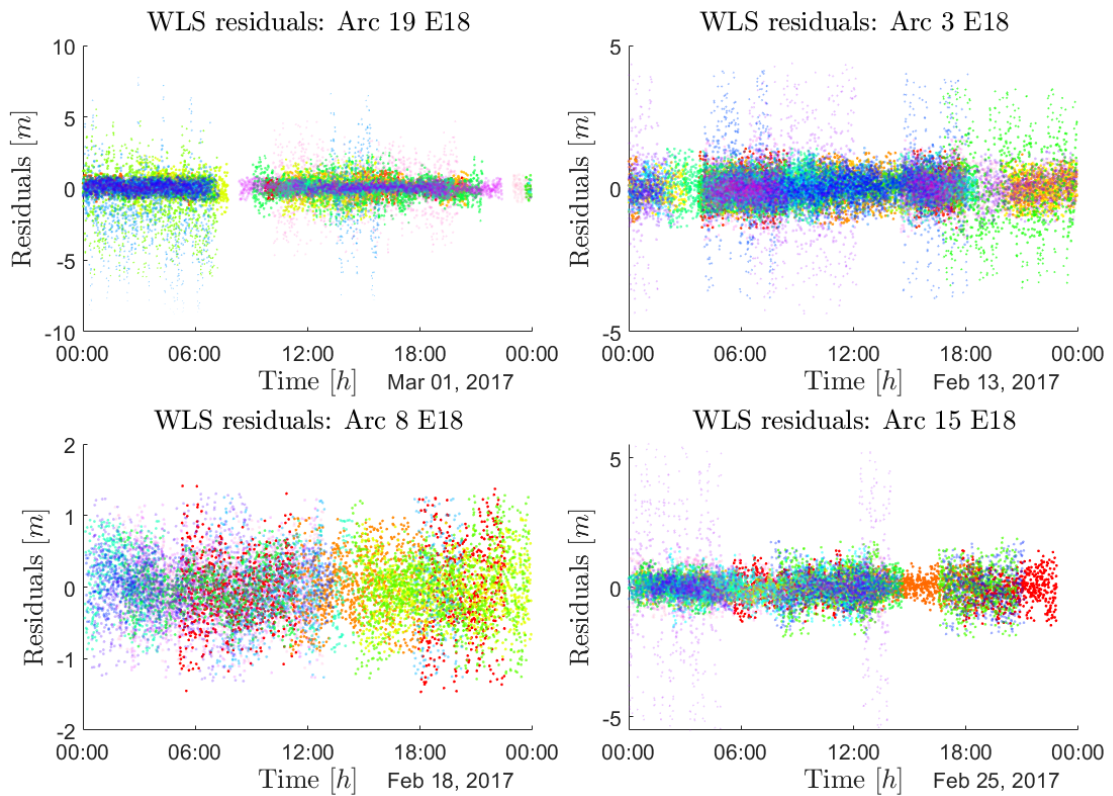 WLS residuals: Arc 19 E18
10
5
0
-5
-10
Residuals [m]
00:00 06:00 12:00 18:00 00:00
Time [h] Mar 01, 2017
WLS residuals: Arc 3 E18
5
0
-5
Residuals [m]
00:00 06:00 12:00 18:00 00:00
Time [h] Feb 13, 2017
WLS residuals: Arc 8 E18
2
1
0
-1
-2
Residuals [m]
00:00 06:00 12:00 18:00 00:00
Time [h] Feb 18, 2017
WLS residuals: Arc 15 E18
5
0
-5
Residuals [m]
00:00 06:00 12:00 18:00 00:00
Time [h] Feb 25, 2017